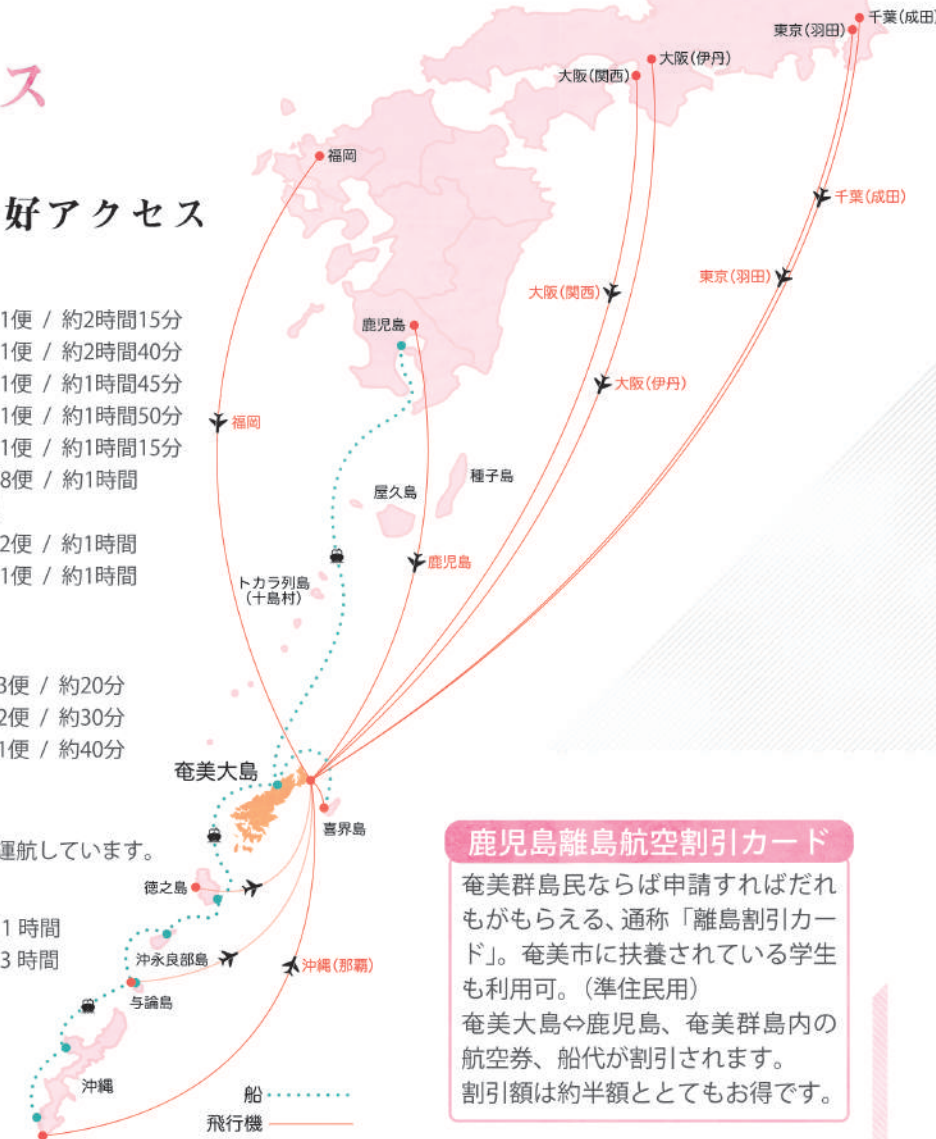 ス
好アクセス
1便 / 約2時間15分
1便 / 約2時間40分
1便 / 約1時間45分
1便 / 約1時間50分
1便 / 約1時間15分
8便 / 約1時間
2便 / 約1時間
1便 / 約1時間
3便 / 約20分
2便 / 約30分
1便 / 約40分
運航しています。
1時間
3時間
千葉(成田)
東京(羽田)
大阪(伊丹)
大阪(関西)
福岡
千葉(成田)
東京(羽田)
大阪(関西)
鹿児島
大阪(伊丹)
福岡
種子島
屋久島
鹿児島
トカラ列島
(十島村)
奄美大島
喜界島
徳之島
沖永良部島
沖縄(那覇)
与論島
沖縄
船
飛行機
鹿児島離島航空割引カード
奄美群島民ならば申請すればだれ
もがもらえる、通称「離島割引カー
ド」。奄美市に扶養されている学生
も利用可。(準住民用)
奄美大島⇔鹿児島、奄美群島内の
航空券、船代が割引されます。
割引額は約半額ととてもお得です。